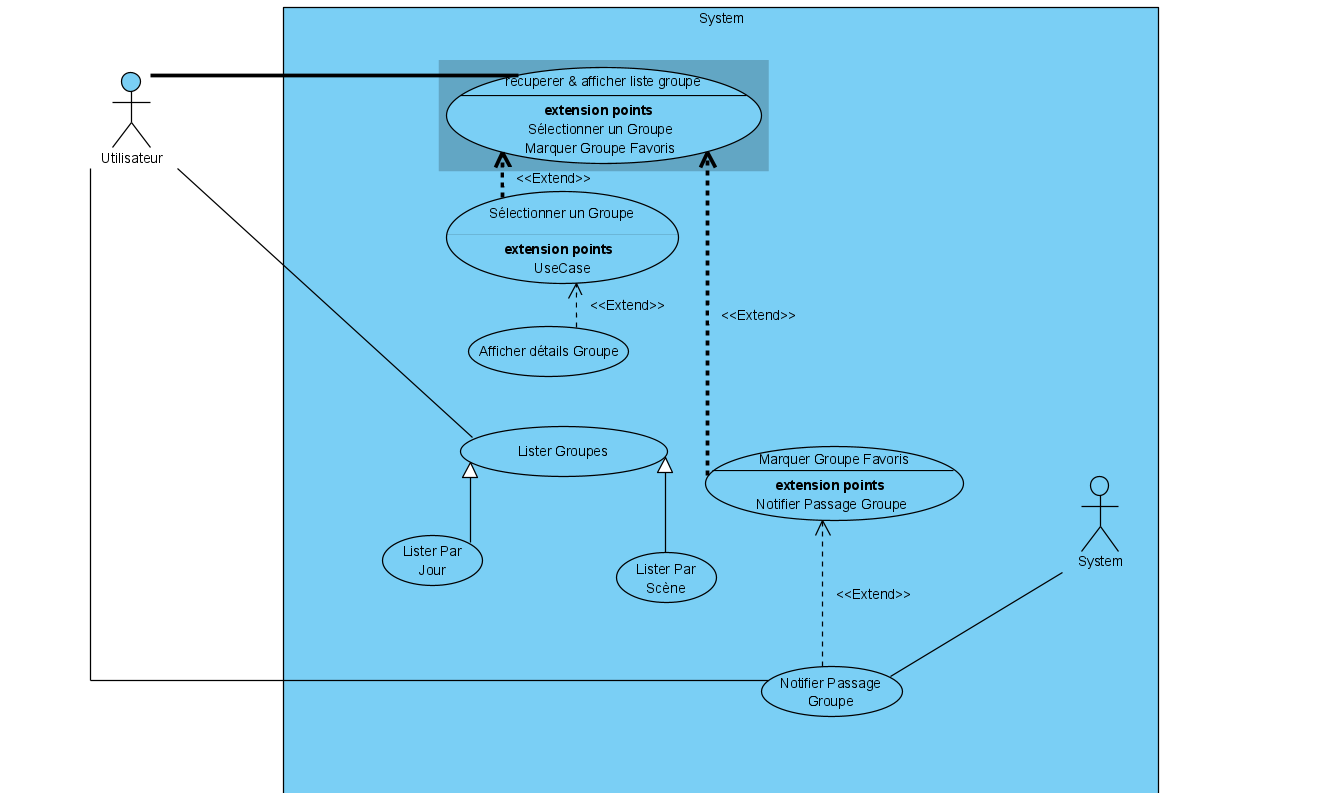 System
récuperer & afficher liste groupe
extension points
Sélectionner un Groupe
Marquer Groupe Favoris
Utilisateur
<<Extend>>
Sélectionner un Groupe
extension points
UseCase
<<Extend>>
<<Extend>>
Afficher détails Groupe
Lister Groupes
Marquer Groupe Favoris
extension points
Notifier Passage Groupe
Lister Par
Jour
Lister Par
Scène
System
<<Extend>>
Notifier Passage
Groupe